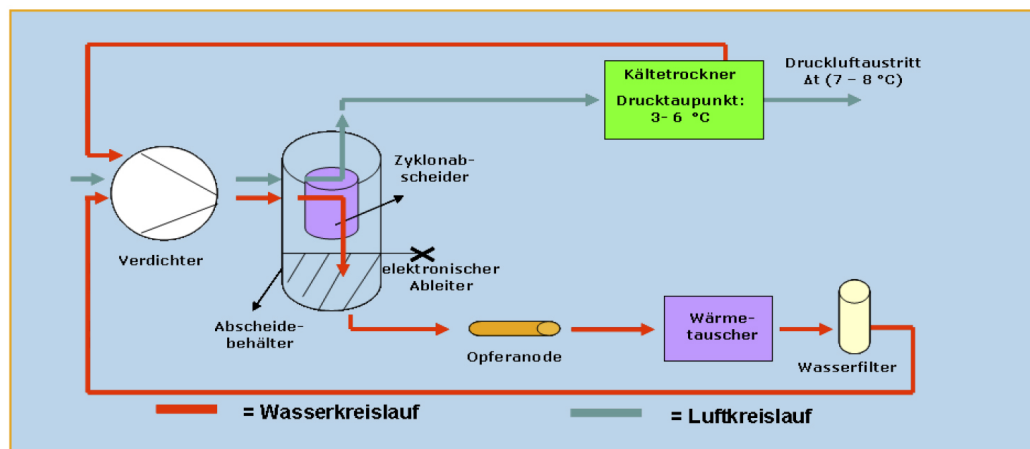 Kältetrockner
Drucktaupunkt:
3- 6 °C
Druckluftaustritt
Δt (7 – 8 °C)
Zyklonab-
scheider
Verdichter
elektronischer
Ableiter
Abscheide-
behälter
Opferanode
Wärme-
tauscher
Wasserfilter
= Wasserkreislauf
= Luftkreislauf